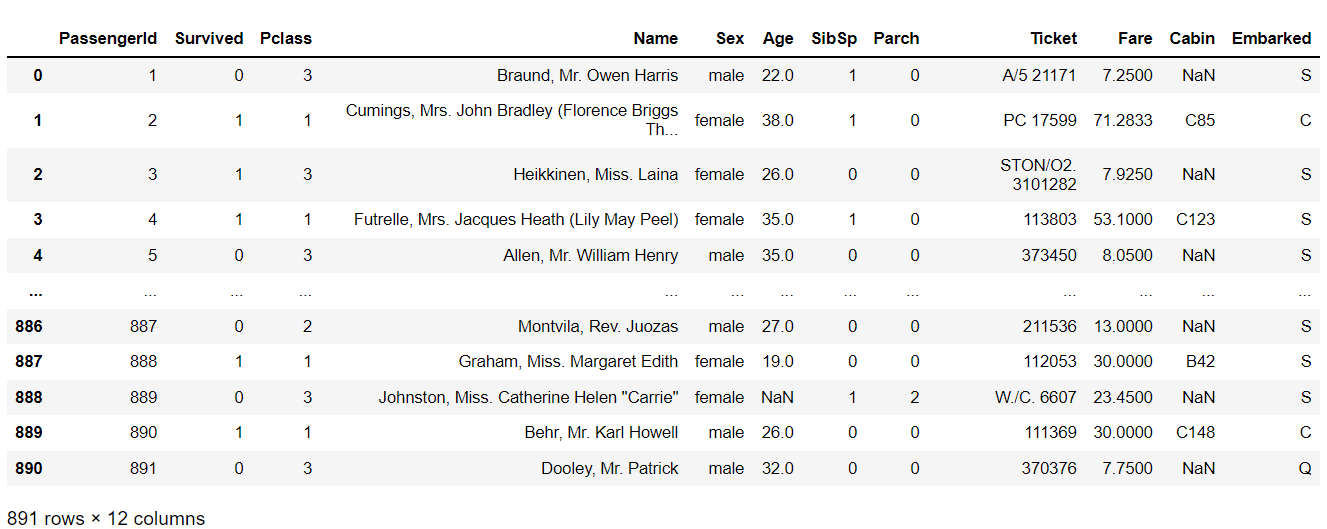 PassengerId Survived Pclass Name Sex Age SibSp Parch Ticket Fare Cabin Embarked
0 1 0 3 Braund, Mr. Owen Harris male 22.0 1 0 A/5 21171 7.2500 NaN S
1 2 1 1 Cumings, Mrs. John Bradley (Florence Briggs Th... female 38.0 1 0 PC 17599 71.2833 C85 C
2 3 1 3 Heikkinen, Miss. Laina female 26.0 0 0 STON/O2. 3101282 7.9250 NaN S
3 4 1 1 Futrelle, Mrs. Jacques Heath (Lily May Peel) female 35.0 1 0 113803 53.1000 C123 S
4 5 0 3 Allen, Mr. William Henry male 35.0 0 0 373450 8.0500 NaN S
... ... ... ... ... ... ... ... ... ... ... ... ...
886 887 0 2 Montvila, Rev. Juozas male 27.0 0 0 211536 13.0000 NaN S
887 888 1 1 Graham, Miss. Margaret Edith female 19.0 0 0 112053 30.0000 B42 S
888 889 0 3 Johnston, Miss. Catherine Helen "Carrie" female NaN 1 2 W./C. 6607 23.4500 NaN S
889 890 1 1 Behr, Mr. Karl Howell male 26.0 0 0 111369 30.0000 C148 C
890 891 0 3 Dooley, Mr. Patrick male 32.0 0 0 370376 7.7500 NaN Q
891 rows × 12 columns